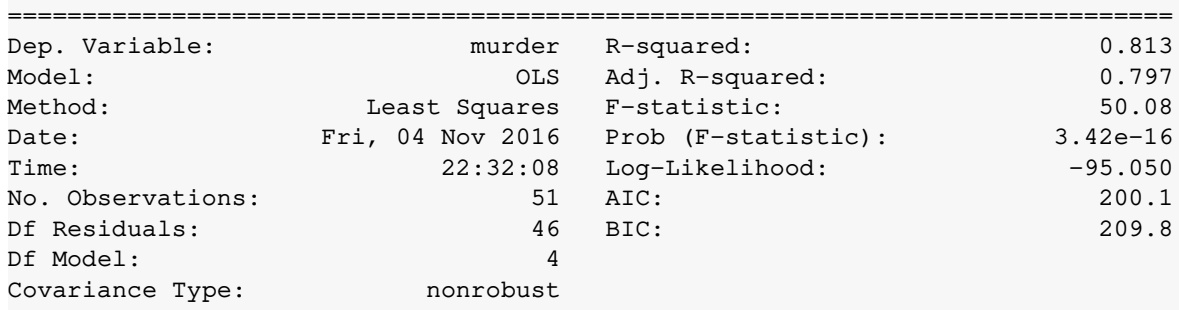 ==============================================================================
Dep. Variable:                 murder   R-squared:                       0.813
Model:                            OLS   Adj. R-squared:                  0.797
Method:                 Least Squares   F-statistic:                     50.08
Date:                Fri, 04 Nov 2016   Prob (F-statistic):           3.42e-16
Time:                        22:32:08   Log-Likelihood:                -95.050
No. Observations:                  51   AIC:                             200.1
Df Residuals:                      46   BIC:                             209.8
Df Model:                           4
Covariance Type:            nonrobust